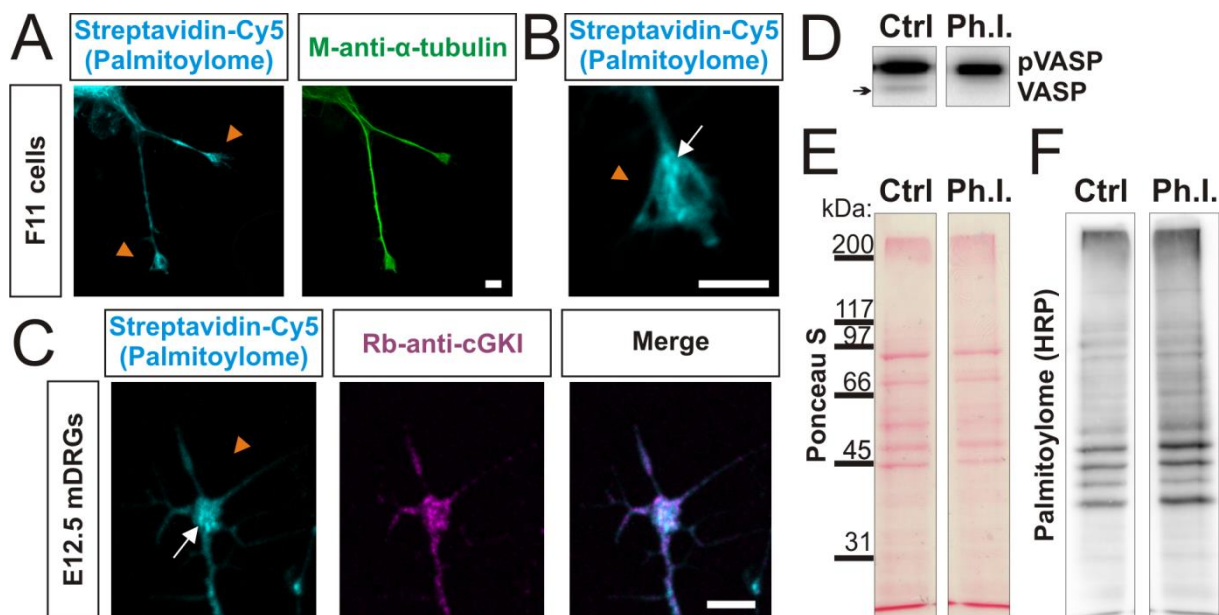 A
Streptavidin-Cy5
(Palmitoylome)
M-anti-α-tubulin
F11 cells
B
Streptavidin-Cy5
(Palmitoylome)
C
Streptavidin-Cy5
(Palmitoylome)
Rb-anti-cGKI
Merge
E12.5 mDRGs
D
Ctrl Ph.I.
pVASP
VASP
E
Ctrl Ph.I.
kDa:
200
117
97
66
45
31
Ponceau S
F
Ctrl Ph.I.
Palmitoylome (HRP)